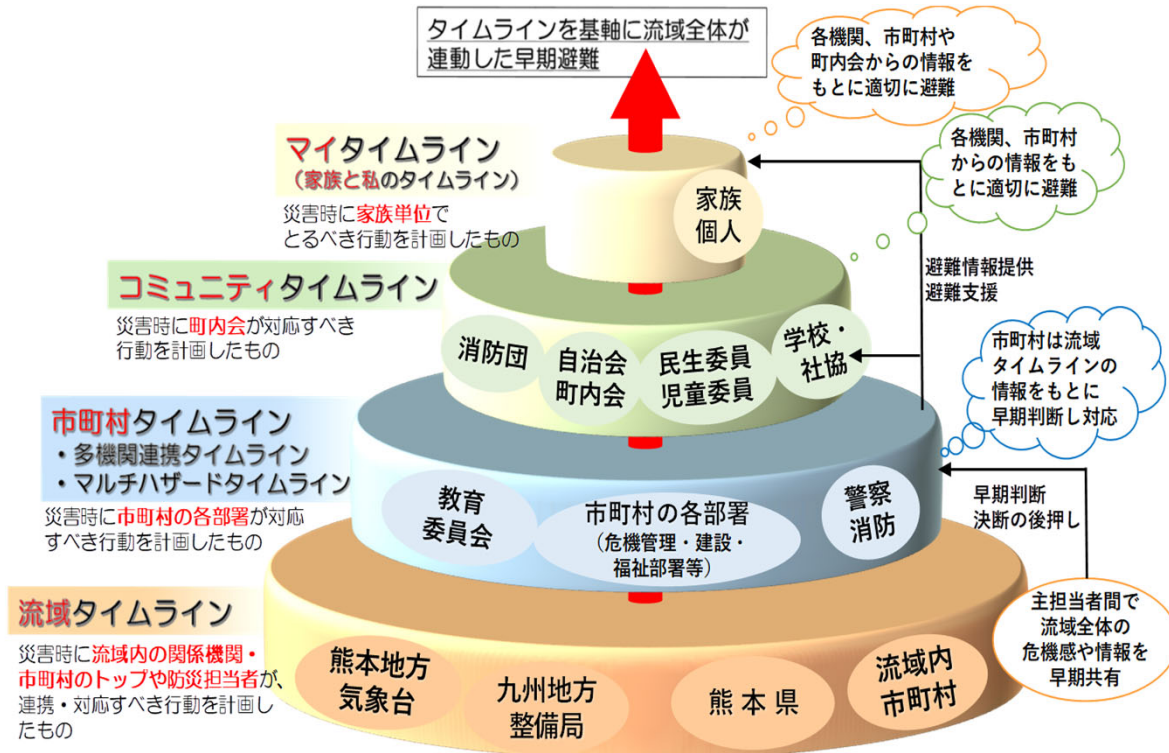 タイムラインを基軸に流域全体が
連動した早期避難
各機関、市町村や
町内会からの情報を
もとに適切に避難
マイタイムライン
（家族と私のタイムライン）
災害時に家族単位で
とるべき行動を計画したもの
家族
個人
各機関、市町村
からの情報をも
とに適切に避難
避難情報提供
避難支援
コミュニティタイムライン
災害時に町内会が対応すべき
行動を計画したもの
消防団
自治会
町内会
民生委員
児童委員
学校・
社協
市町村は流域
タイムラインの
情報をもとに
早期判断し対応
市町村タイムライン
・多機関連携タイムライン
・マルチハザードタイムライン
災害時に市町村の各部署が対応
すべき行動を計画したもの
教育
委員会
市町村の各部署
（危機管理・建設・
福祉部署等）
警察
消防
早期判断
決断の後押し
流域タイムライン
災害時に流域内の関係機関・
市町村のトップや防災担当者が、
連携・対応すべき行動を計画し
たもの
熊本地方
気象台
九州地方
整備局
熊本県
流域内
市町村
主担当者間で
流域全体の
危機感や情報を
早期共有